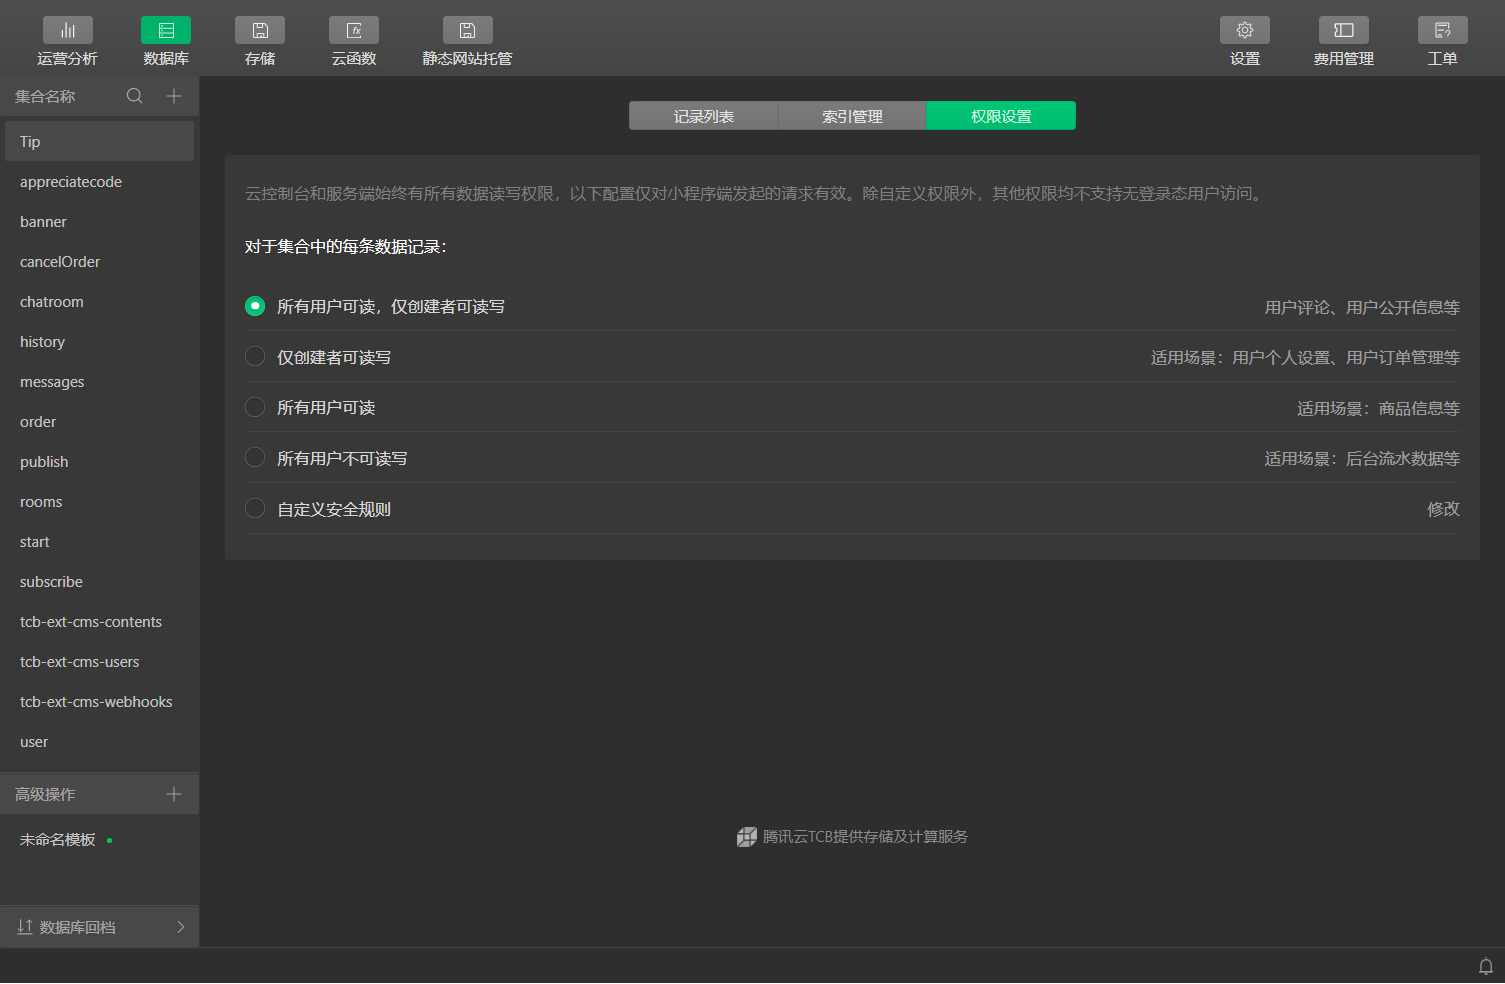 运营分析
数据库
存储
云函数
静态网站托管
设置
费用管理
工单
集合名称
Tip
appreciatecode
banner
cancelOrder
chatroom
history
messages
order
publish
rooms
start
subscribe
tcb-ext-cms-contents
tcb-ext-cms-users
tcb-ext-cms-webhooks
user
高级操作
未命名模板
数据库回档
记录列表
索引管理
权限设置
云控制台和服务端始终有所有数据读写权限，以下配置仅对小程序端发起的请求有效。除自定义权限外，其他权限均不支持无登录态用户访问。
对于集合中的每条数据记录：
所有用户可读，仅创建者可读写
用户评论、用户公开信息等
仅创建者可读写
适用场景：用户个人设置、用户订单管理等
所有用户可读
适用场景：商品信息等
所有用户不可读写
适用场景：后台流水数据等
自定义安全规则
修改
腾讯云TCB提供存储及计算服务